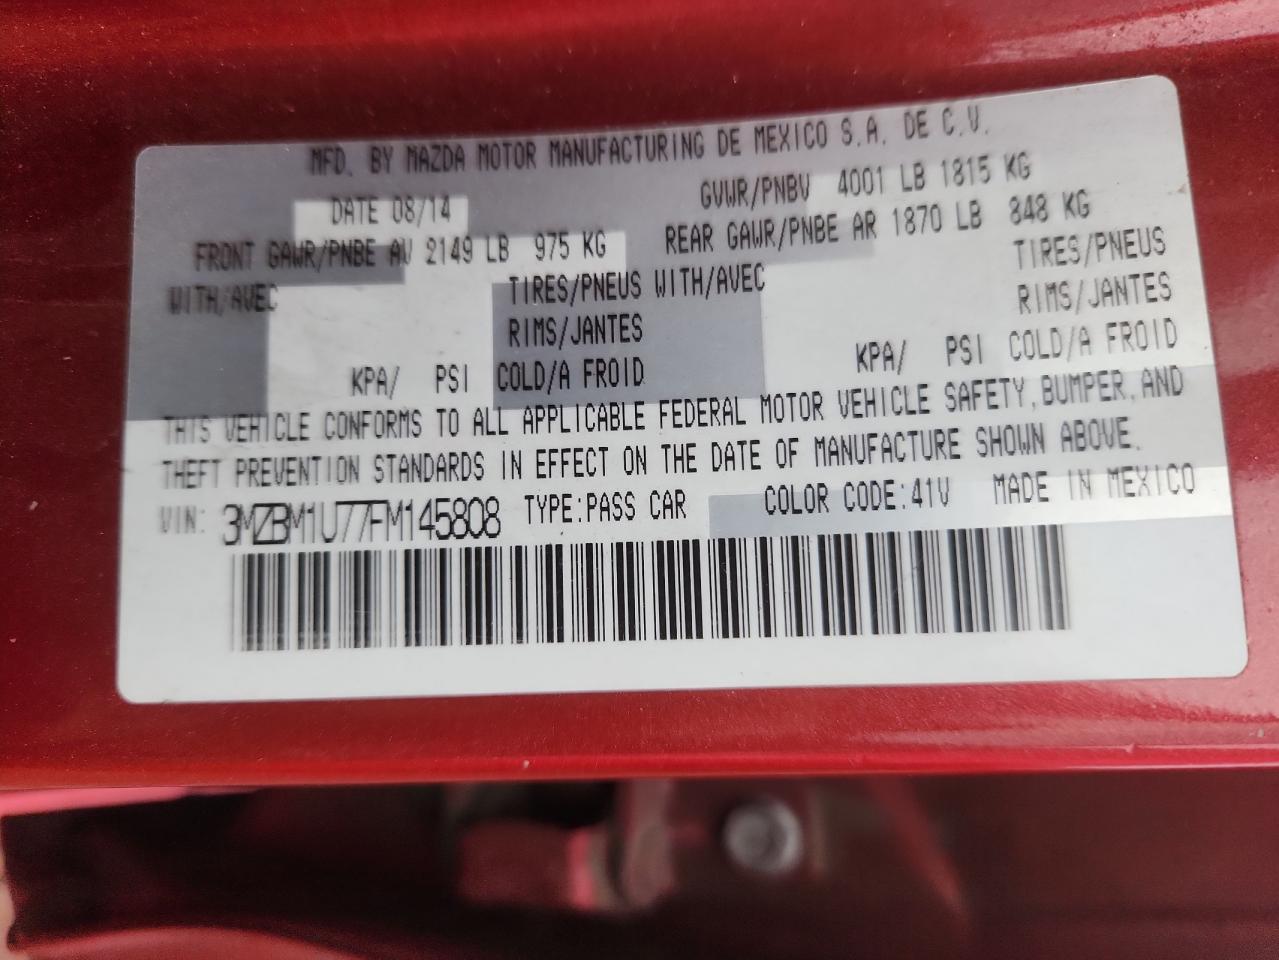 MFD. BY MAZDA MOTOR MANUFACTURING DE MEXICO S.A. DE C.V.
DATE 08/14 GVWR/PNBV 4001 LB 1815 KG
FRONT GAWR/PNBE AV 2149 LB 975 KG REAR GAWR/PNBE AR 1870 LB 848 KG
WITH/AVEC TIRES/PNEUS WITH/AVEC TIRES/PNEUS
RIMS/JANTES RIMS/JANTES
KPA/ PSI COLD/A FROID KPA/ PSI COLD/A FROID
THIS VEHICLE CONFORMS TO ALL APPLICABLE FEDERAL MOTOR VEHICLE SAFETY, BUMPER, AND
THEFT PREVENTION STANDARDS IN EFFECT ON THE DATE OF MANUFACTURE SHOWN ABOVE.
VIN: 3MZBM1U77FM145808 TYPE:PASS CAR COLOR CODE:41V MADE IN MEXICO